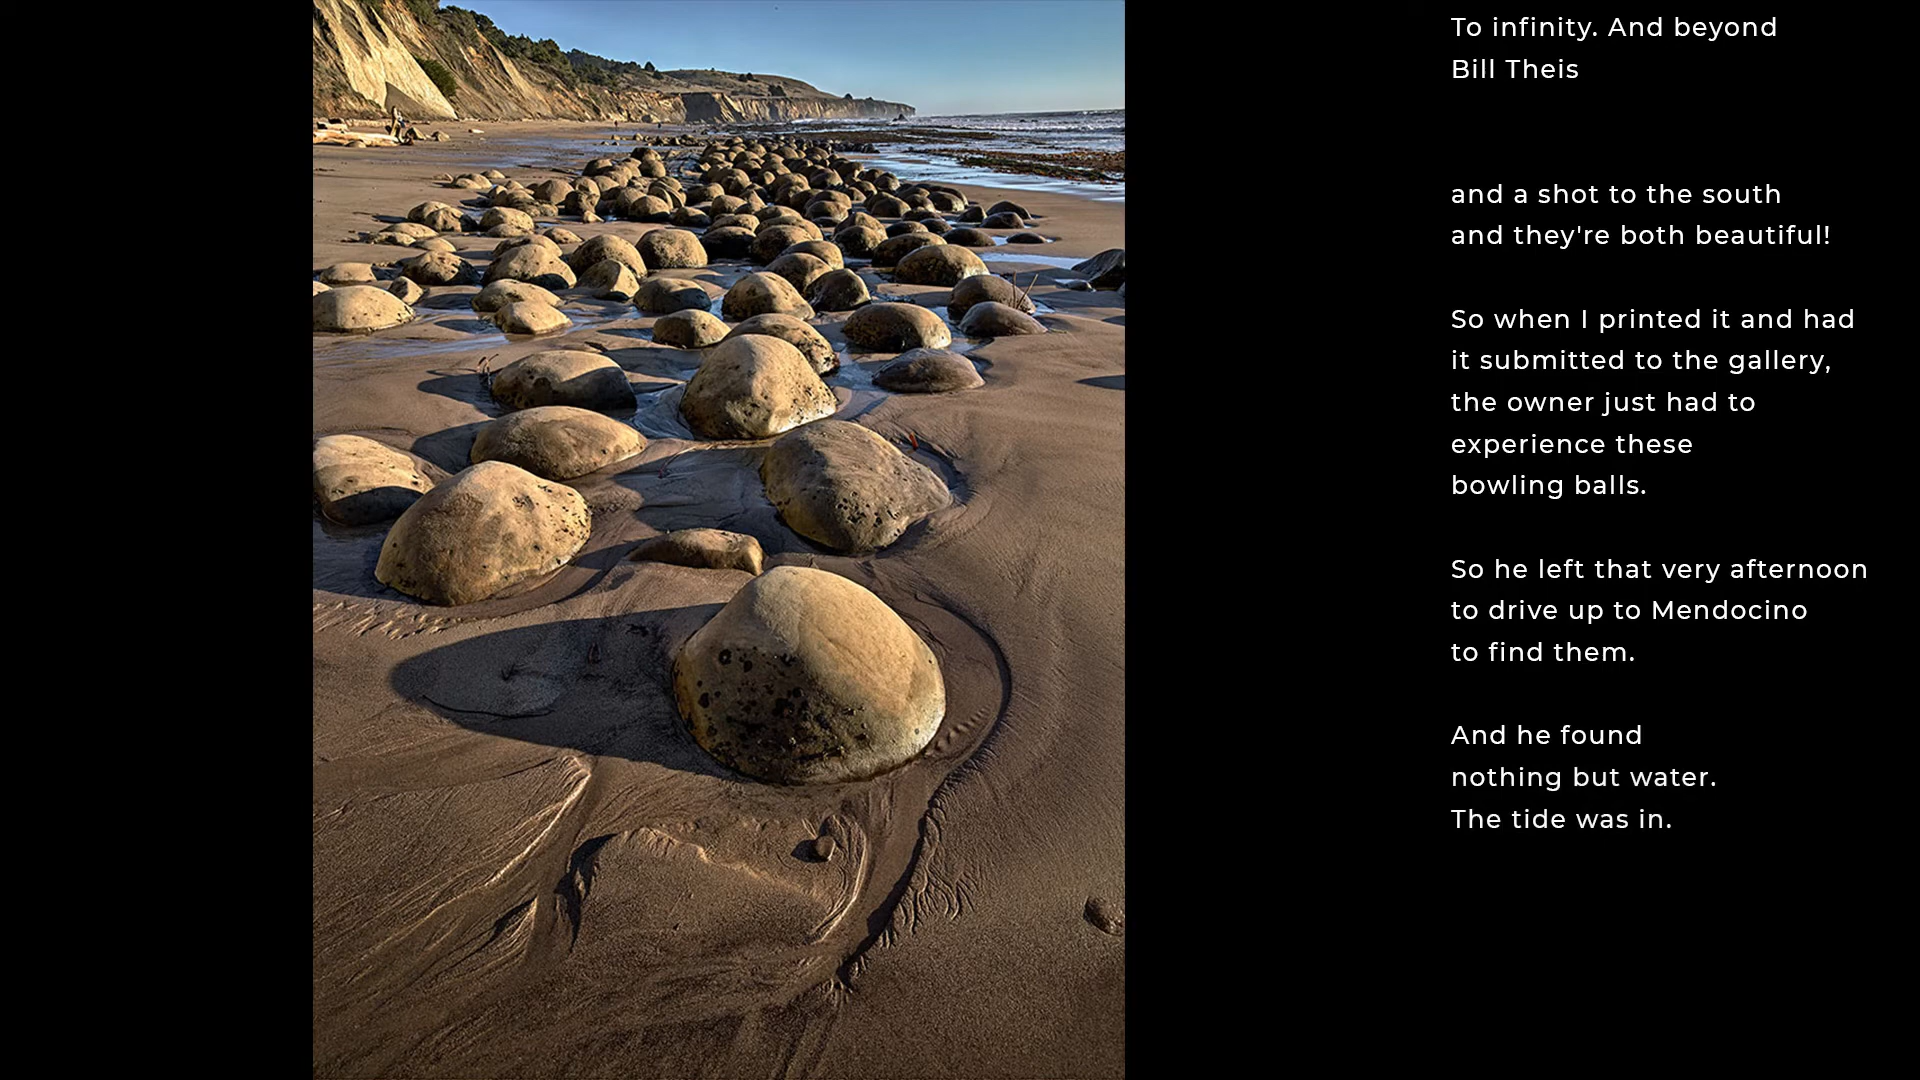 To infinity. And beyond
Bill Theis
and a shot to the south
and they're both beautiful!
So when I printed it and had
it submitted to the gallery,
the owner just had to
experience these
bowling balls.
So he left that very afternoon
to drive up to Mendocino
to find them.
And he found
nothing but water.
The tide was in.